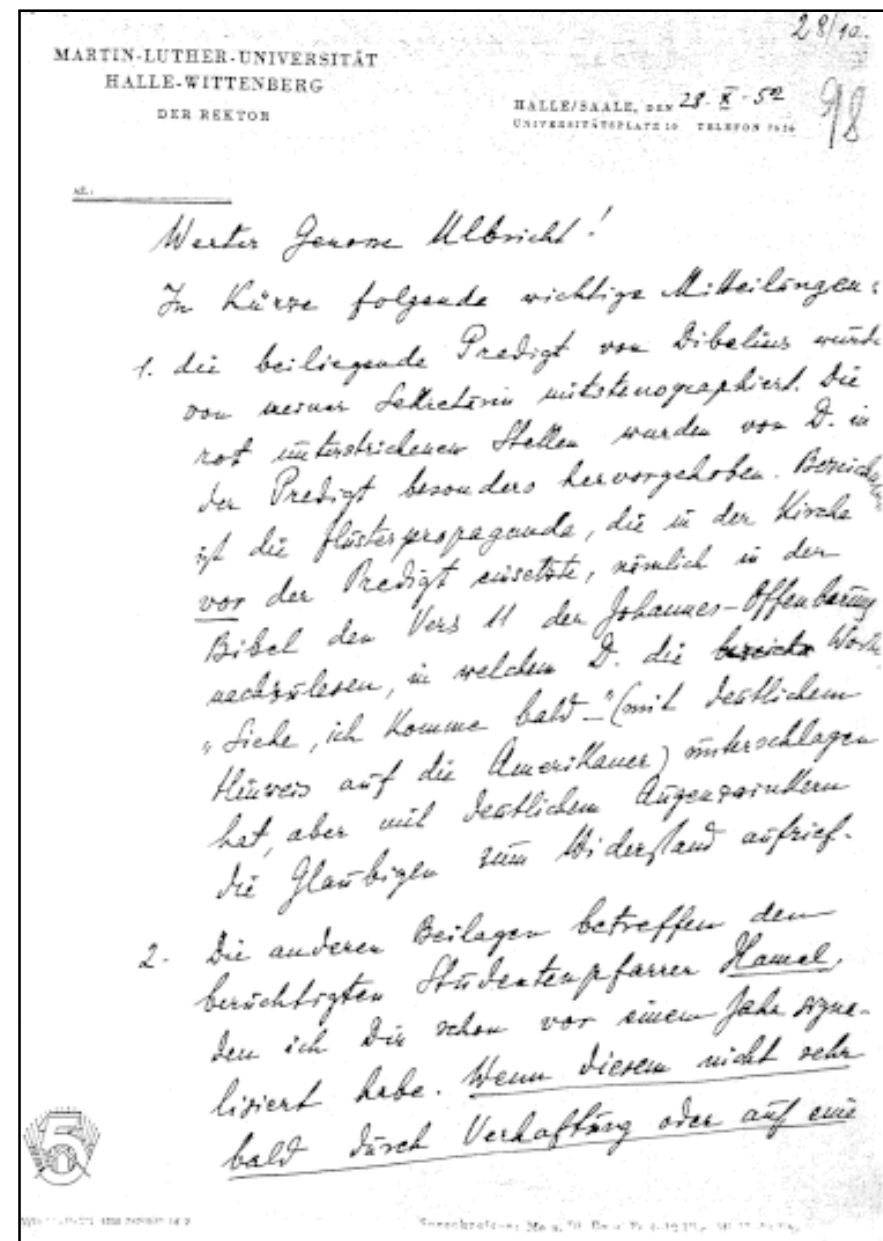 28/10.
MARTIN-LUTHER-UNIVERSITÄT
HALLE-WITTENBERG
DER REKTOR
HALLE/SAALE, DEN 28. X. 52
UNIVERSITÄTSPLATZ 10 TELEFON
98
AZ.:
Werter Genosse Ulbricht!
In Kürze folgende wichtige Mitteilungen:
1. die beiliegende Predigt von Dibelius wurde
von meiner Sekretärin mitstenographiert. Die
rot unterstrichenen Stellen wurden von D. in
der Predigt besonders hervorgehoben.
ist die Flüsterpropaganda, die in der Kirche
vor der Predigt einsetzte, nämlich in der
Bibel den Vers 11 der Johannes-Offenbarung
nachzulesen, in welchem D. die Worte
„Siehe, ich komme bald –" (mit deutlichem
Hinweis auf die Amerikaner) unterschlagen
hat, aber mit deutlichem Augenzwinkern
die Gläubigen zum Widerstand aufrief.
2. Die anderen Beilagen betreffen den
berüchtigten Studentenpfarrer Hamel,
den ich Dir schon vor einem Jahr signa-
lisiert habe. Wenn diesem nicht sehr
bald durch Verhaftung oder auf eine
5